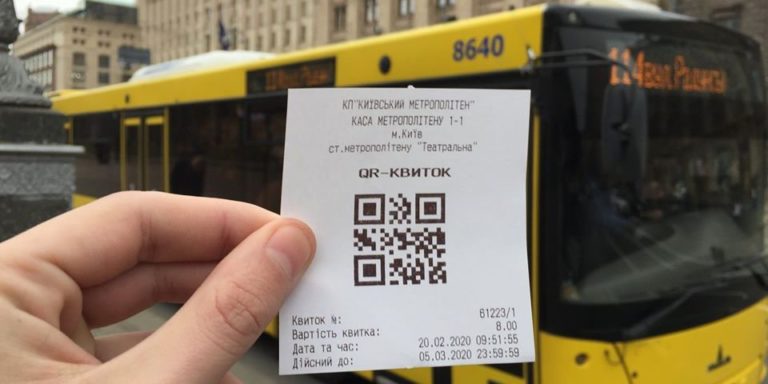 8640
114 вул.
КП"КИЇВСЬКИЙ МЕТРОПОЛІТЕН"
КАСА МЕТРОПОЛІТЕНУ 1-1
м.Київ
ст.метрополітену "Театральна"
QR-КВИТОК
Квиток №: 61223/1
Вартість квитка: 8.00
Дата та час: 20.02.2020 09:51:55
Дійсний до: 05.03.2020 23:59:59